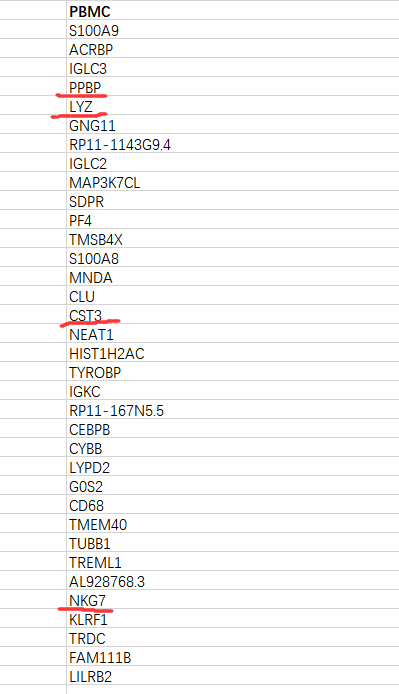 PBMC
S100A9
ACRBP
IGLC3
PPBP
LYZ
GNG11
RP11-1143G9.4
IGLC2
MAP3K7CL
SDPR
PF4
TMSB4X
S100A8
MNDA
CLU
CST3
NEAT1
HIST1H2AC
TYROBP
IGKC
RP11-167N5.5
CEBPB
CYBB
LYPD2
G0S2
CD68
TMEM40
TUBB1
TREML1
AL928768.3
NKG7
KLRF1
TRDC
FAM111B
LILRB2